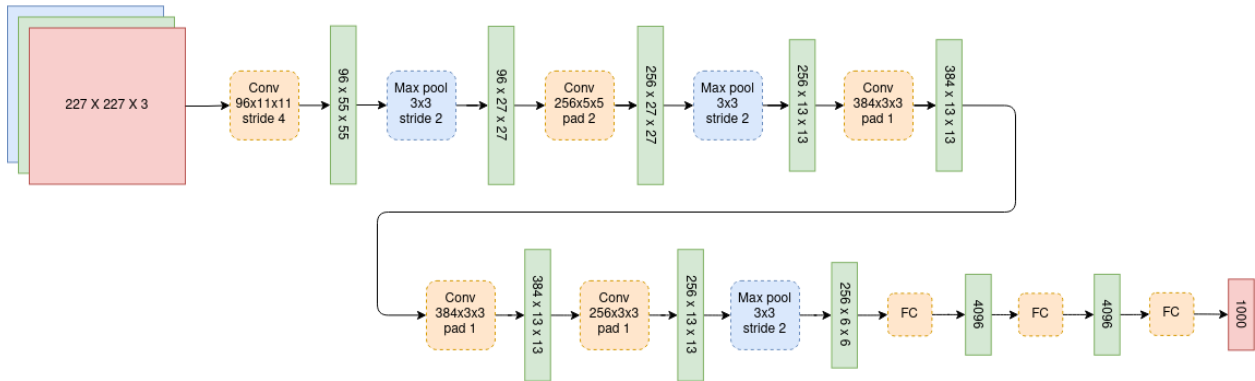 227 X 227 X 3
Conv
96x11x11
stride 4
96 x 55 x 55
Max pool
3x3
stride 2
96 x 27 x 27
Conv
256x5x5
pad 2
256 x 27 x 27
Max pool
3x3
stride 2
256 x 13 x 13
Conv
384x3x3
pad 1
384 x 13 x 13
Conv
384x3x3
pad 1
384 x 13 x 13
Conv
256x3x3
pad 1
256 x 13 x 13
Max pool
3x3
stride 2
256 x 6 x 6
FC
4096
FC
4096
FC
1000